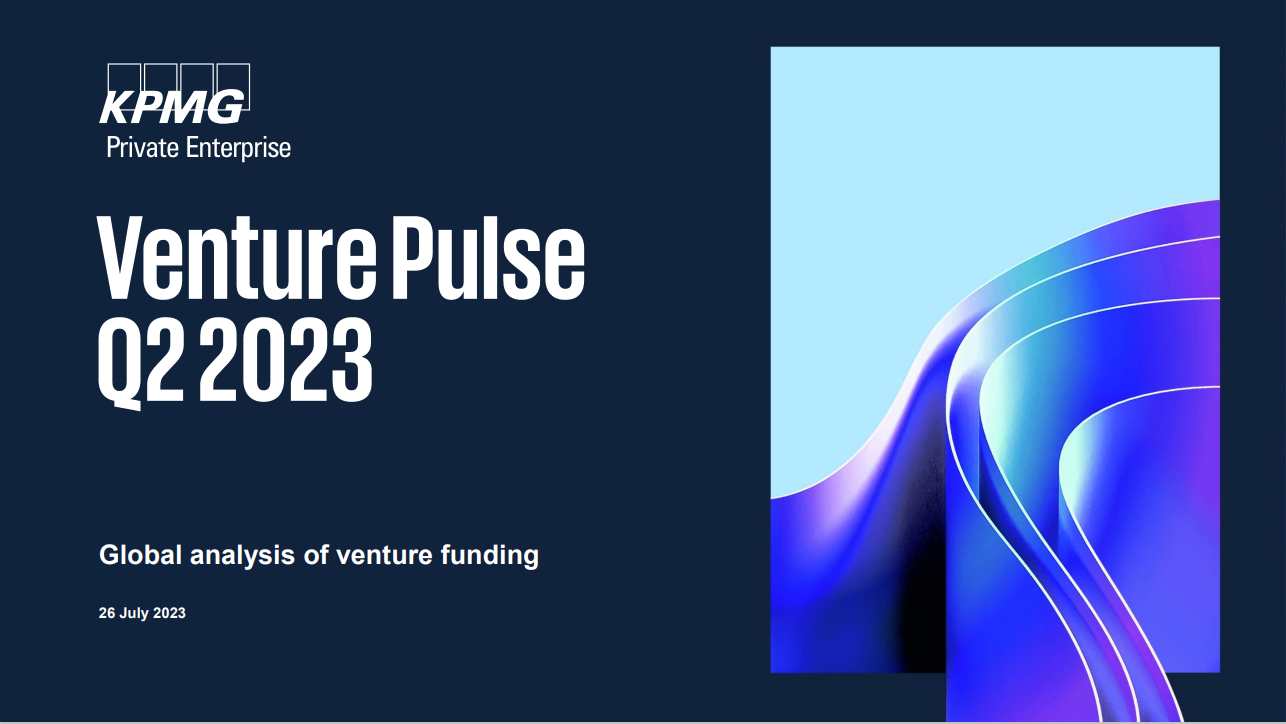 KPMG
Private Enterprise
Venture Pulse
Q2 2023
Global analysis of venture funding
26 July 2023